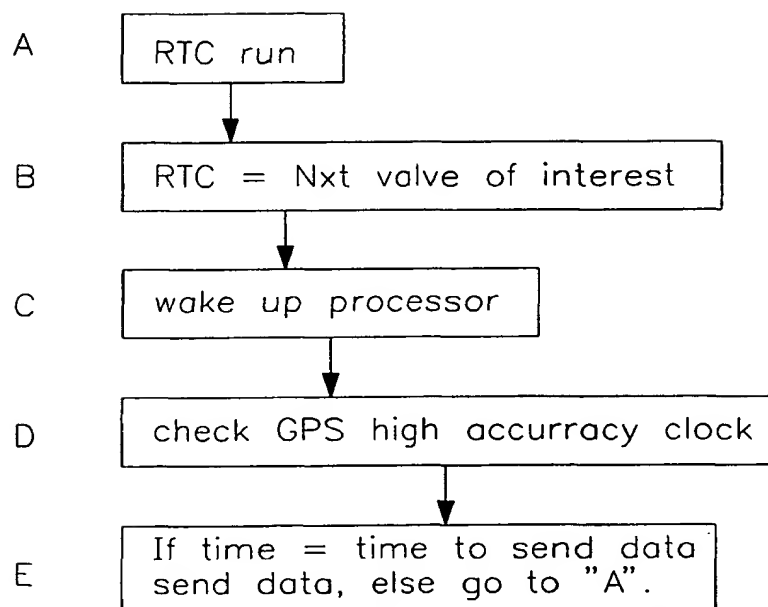 A RTC run
B RTC = Nxt valve of interest
C wake up processor
D check GPS high accurracy clock
If time = time to send data
E send data, else go to "A".